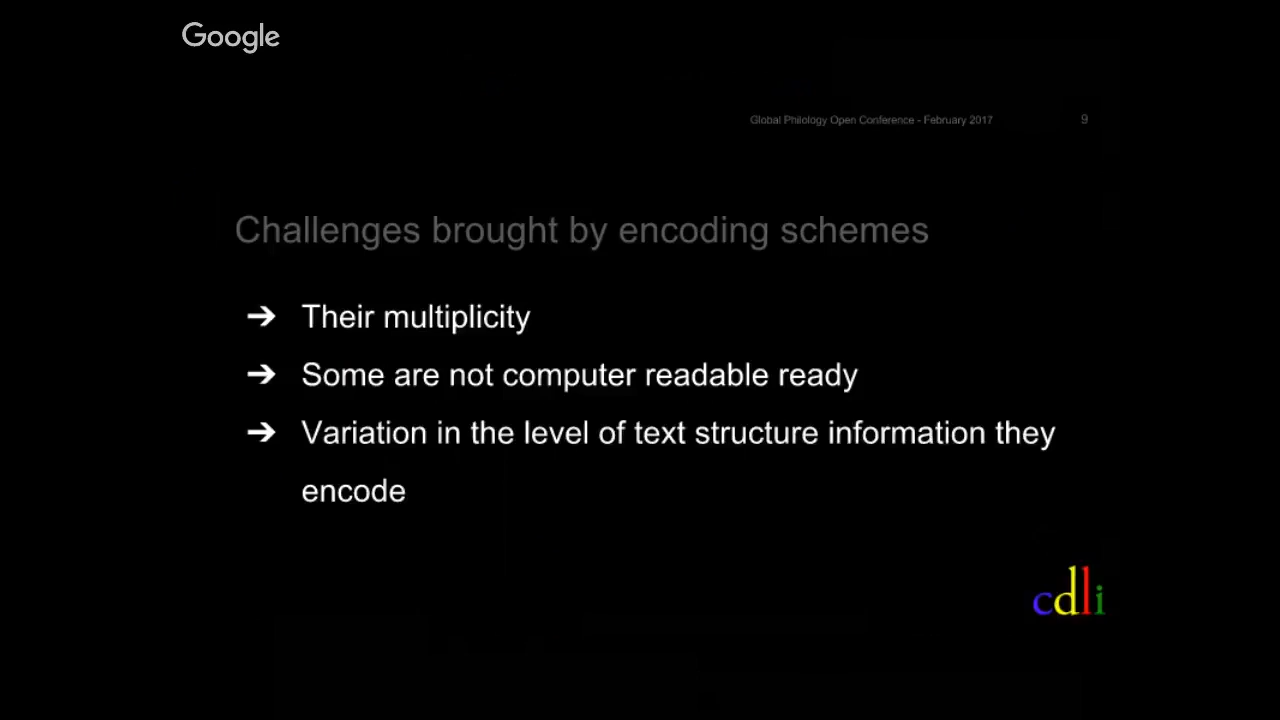 Google
Global Philology Open Conference - February 2017 9
Challenges brought by encoding schemes
➔ Their multiplicity
➔ Some are not computer readable ready
➔ Variation in the level of text structure information they
encode
cdli